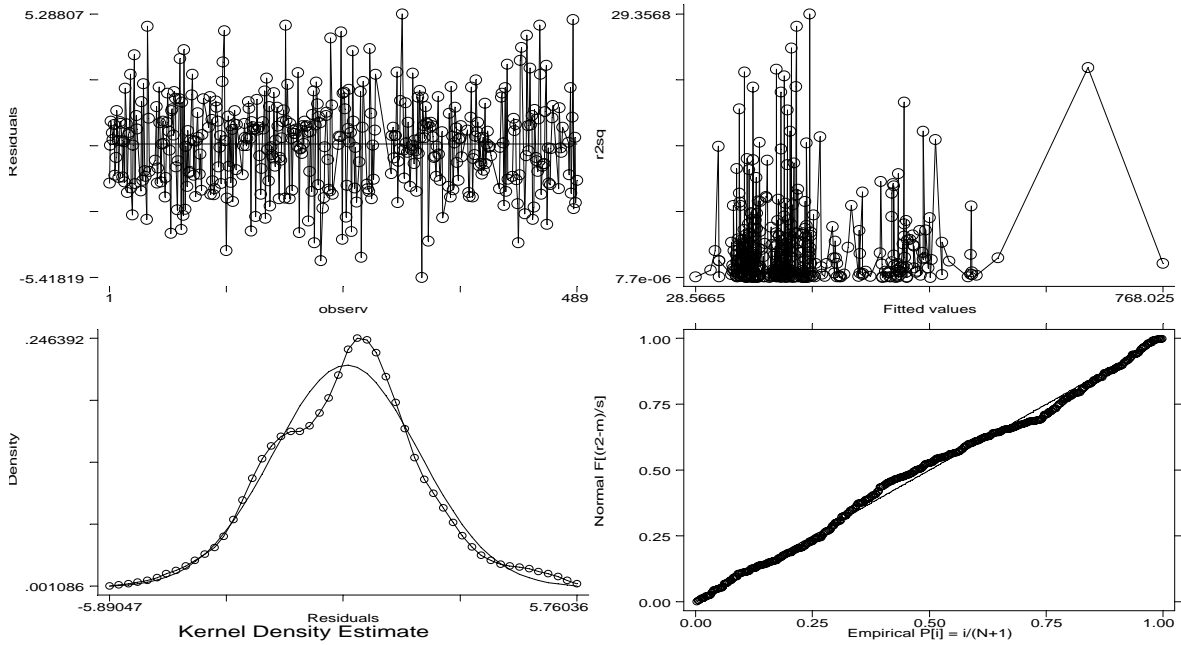 5.28807
Residuals
-5.41819
1
489
observ
29.3568
r2sq
7.7e-06
28.5665
768.025
Fitted values
.246392
Density
.001086
-5.89047
5.76036
Residuals
Kernel Density Estimate
1.00
0.75
0.50
0.25
0.00
Normal F[(r2-m)/s]
0.00
0.25
0.50
0.75
1.00
Empirical P[i] = i/(N+1)